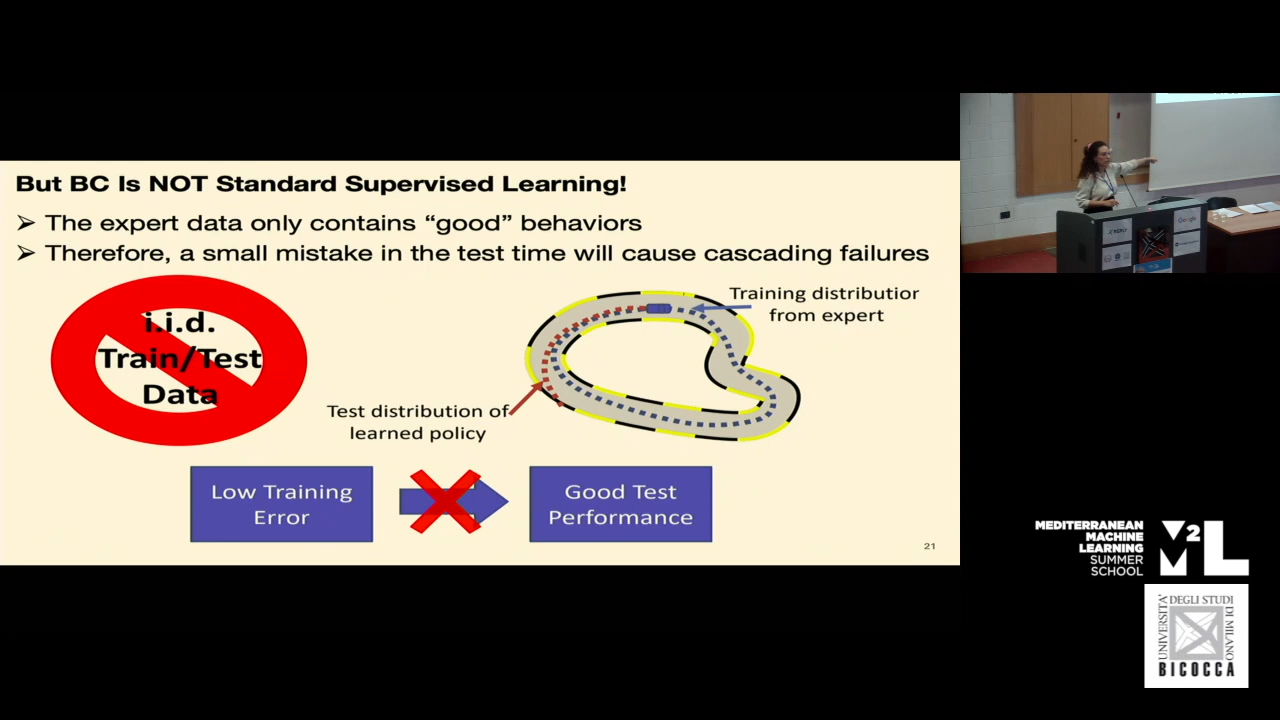 But BC Is NOT Standard Supervised Learning!
➢ The expert data only contains “good” behaviors
➢ Therefore, a small mistake in the test time will cause cascading failures
i.i.d.
Train/Test
Data
Training distribution
from expert
Test distribution of
learned policy
Low Training
Error
Good Test
Performance
21
MEDITERRANEAN
MACHINE
LEARNING
SUMMER
SCHOOL
M2L
UNIVERSITÀ
DEGLI STUDI
DI MILANO
BICOCCA
Google